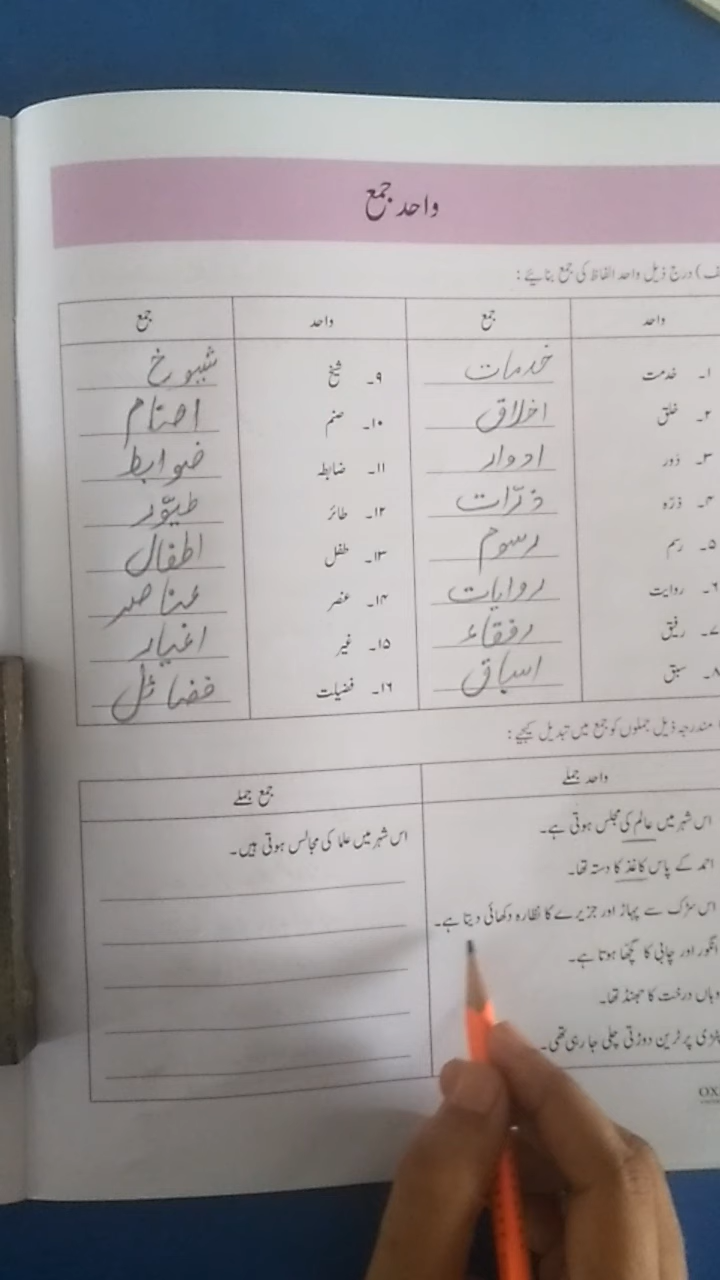 واحد جمع
درج ذیل واحد الفاظ کی جمع بنائیے:
واحد جمع واحد جمع
۱۔ خدمت خدمات ۹۔ شیخ شیوخ
۲۔ خلق اخلاق ۱۰۔ صنم اصنام
۳۔ دَور ادوار ۱۱۔ ضابطہ ضوابط
۴۔ ذرّہ ذرّات ۱۲۔ طائر طیّور
۵۔ رسم رسوم ۱۳۔ طفل اطفال
۶۔ روایت روایات ۱۴۔ عنصر عناصر
۷۔ رفیق رفقاء ۱۵۔ غیر اغیار
۸۔ سبق اسباق ۱۶۔ فضیلت فضائل
مندرجہ ذیل جملوں کو جمع میں تبدیل کیجیے:
واحد جملے جمع جملے
اس شہر میں عالم کی مجلس ہوتی ہے۔ اس شہر میں علما کی مجالس ہوتی ہیں۔
احمد کے پاس کاغذ کا دستہ تھا۔
اس سڑک سے پہاڑ اور جزیرے کا نظارہ دکھائی دیتا ہے۔
انگور اور چابی کا گچھا ہوتا ہے۔
وہاں درخت کا جھنڈ تھا۔
پٹڑی پر ٹرین دوڑتی چلی جا رہی تھی۔